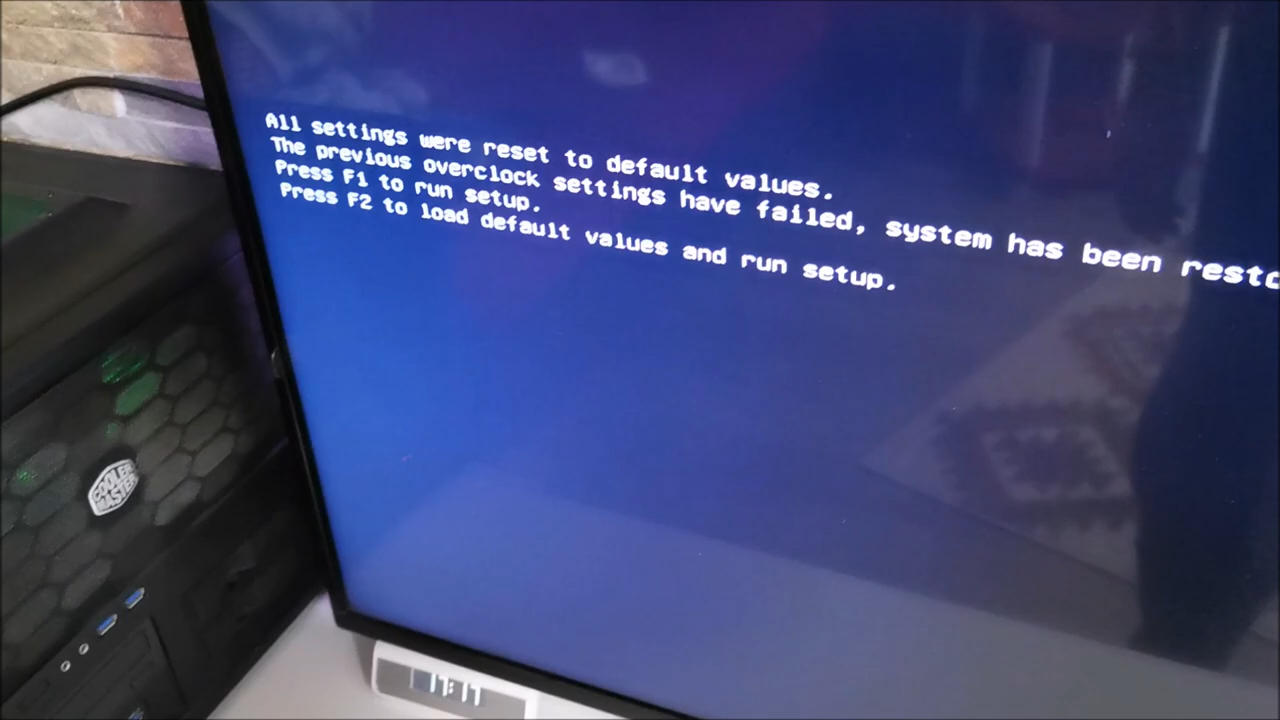 All settings were reset to default values.
The previous overclock settings have failed, system has been
Press F1 to run setup.
Press F2 to load default values and run setup.
COOLER
MASTER
17:17